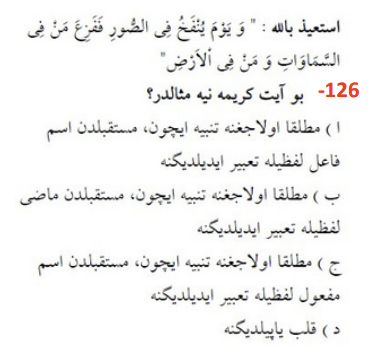 استعيذ بالله : " وَ يَوْمَ يُنْفَخُ فِى الصُّورِ فَفَزِعَ مَنْ فِى
السَّمَاوَاتِ وَ مَنْ فِى اْلاَرْضِ"
126- بو آيت كريمه نيه مثالدر؟
ا ) مطلقا اولاجغنه تنبيه ايچون، مستقبلدن اسم
فاعل لفظيله تعبير ايديلديكنه
ب ) مطلقا اولاجغنه تنبيه ايچون، مستقبلدن ماضى
لفظيله تعبير ايديلديكنه
ج ) مطلقا اولاجغنه تنبيه ايچون، مستقبلدن اسم
مفعول لفظيله تعبير ايديلديكنه
د ) قلب ياپيلديكنه